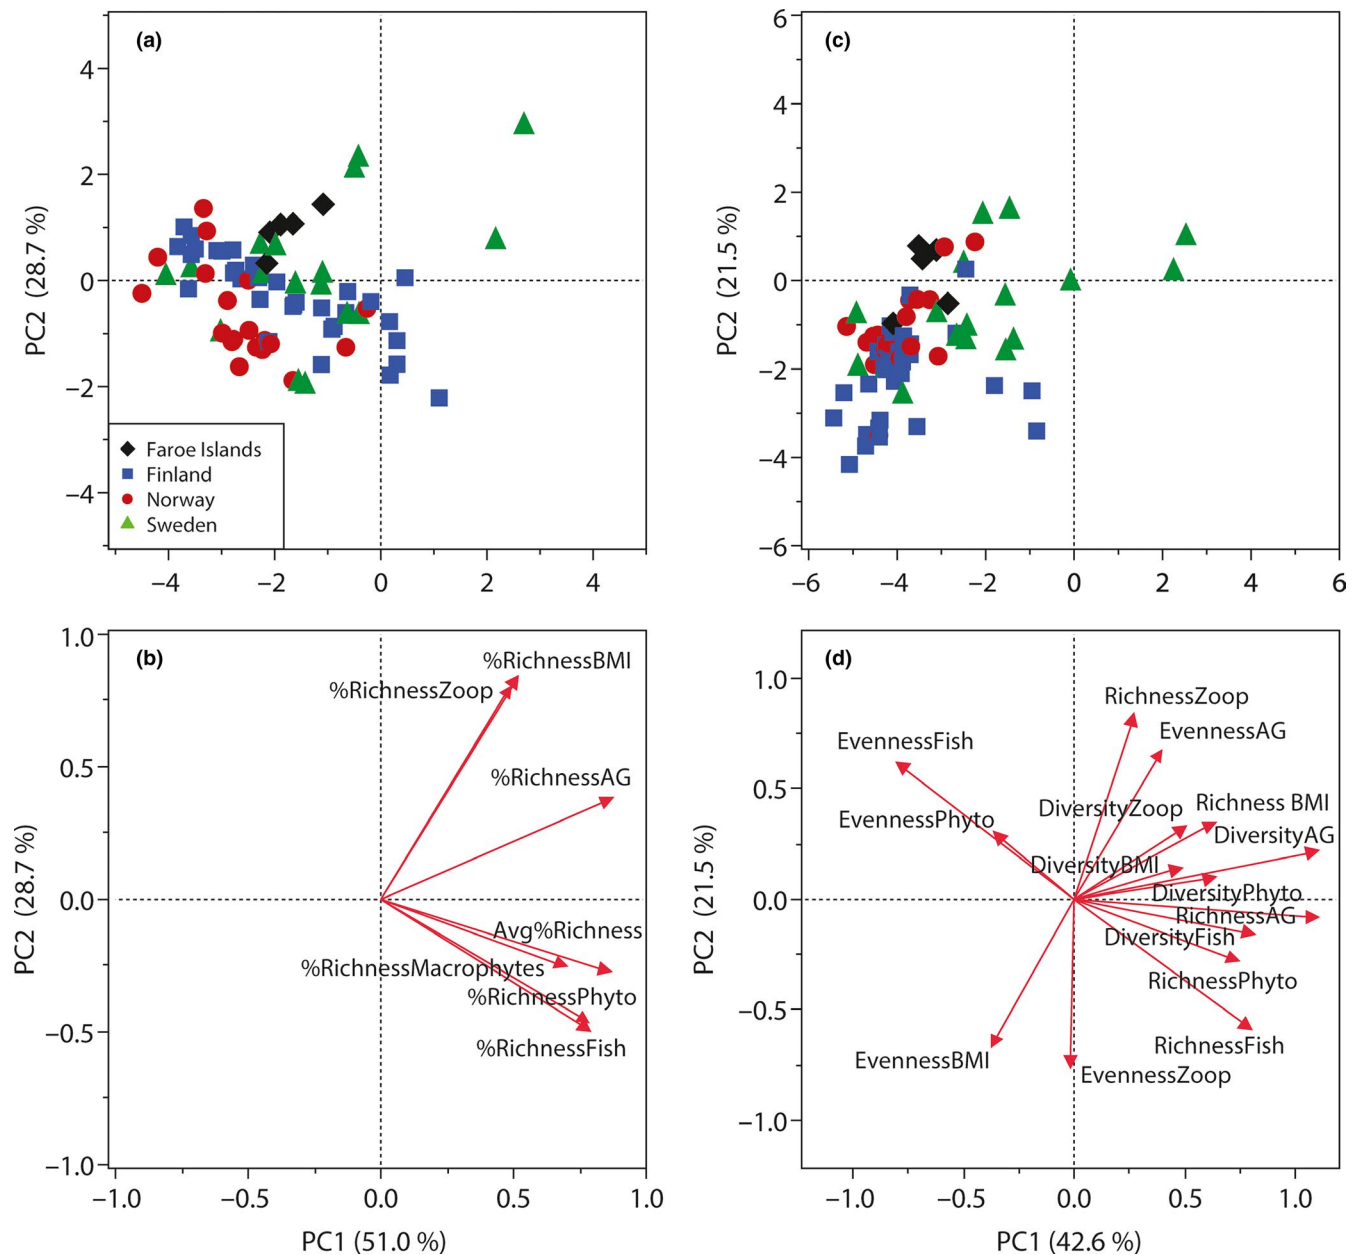 (a)
4
2
0
−2
−4
PC2 (28.7 %)
Faroe Islands
Finland
Norway
Sweden
−4
−2
0
2
4
(c)
6
4
2
0
−2
−4
−6
PC2 (21.5 %)
−6
−4
−2
0
2
4
6
(b)
1.0
0.5
0.0
−0.5
−1.0
PC2 (28.7 %)
%RichnessBMI
%RichnessZoop
%RichnessAG
Avg%Richness
%RichnessMacrophytes
%RichnessPhyto
%RichnessFish
−1.0
−0.5
0.0
0.5
1.0
PC1 (51.0 %)
(d)
1.0
0.5
0.0
−0.5
−1.0
PC2 (21.5 %)
RichnessZoop
EvennessAG
EvennessFish
Richness BMI
DiversityZoop
EvennessPhyto
DiversityAG
DiversityBMI
DiversityPhyto
RichnessAG
DiversityFish
RichnessPhyto
RichnessFish
EvennessBMI
EvennessZoop
−1.0
−0.5
0.0
0.5
1.0
PC1 (42.6 %)